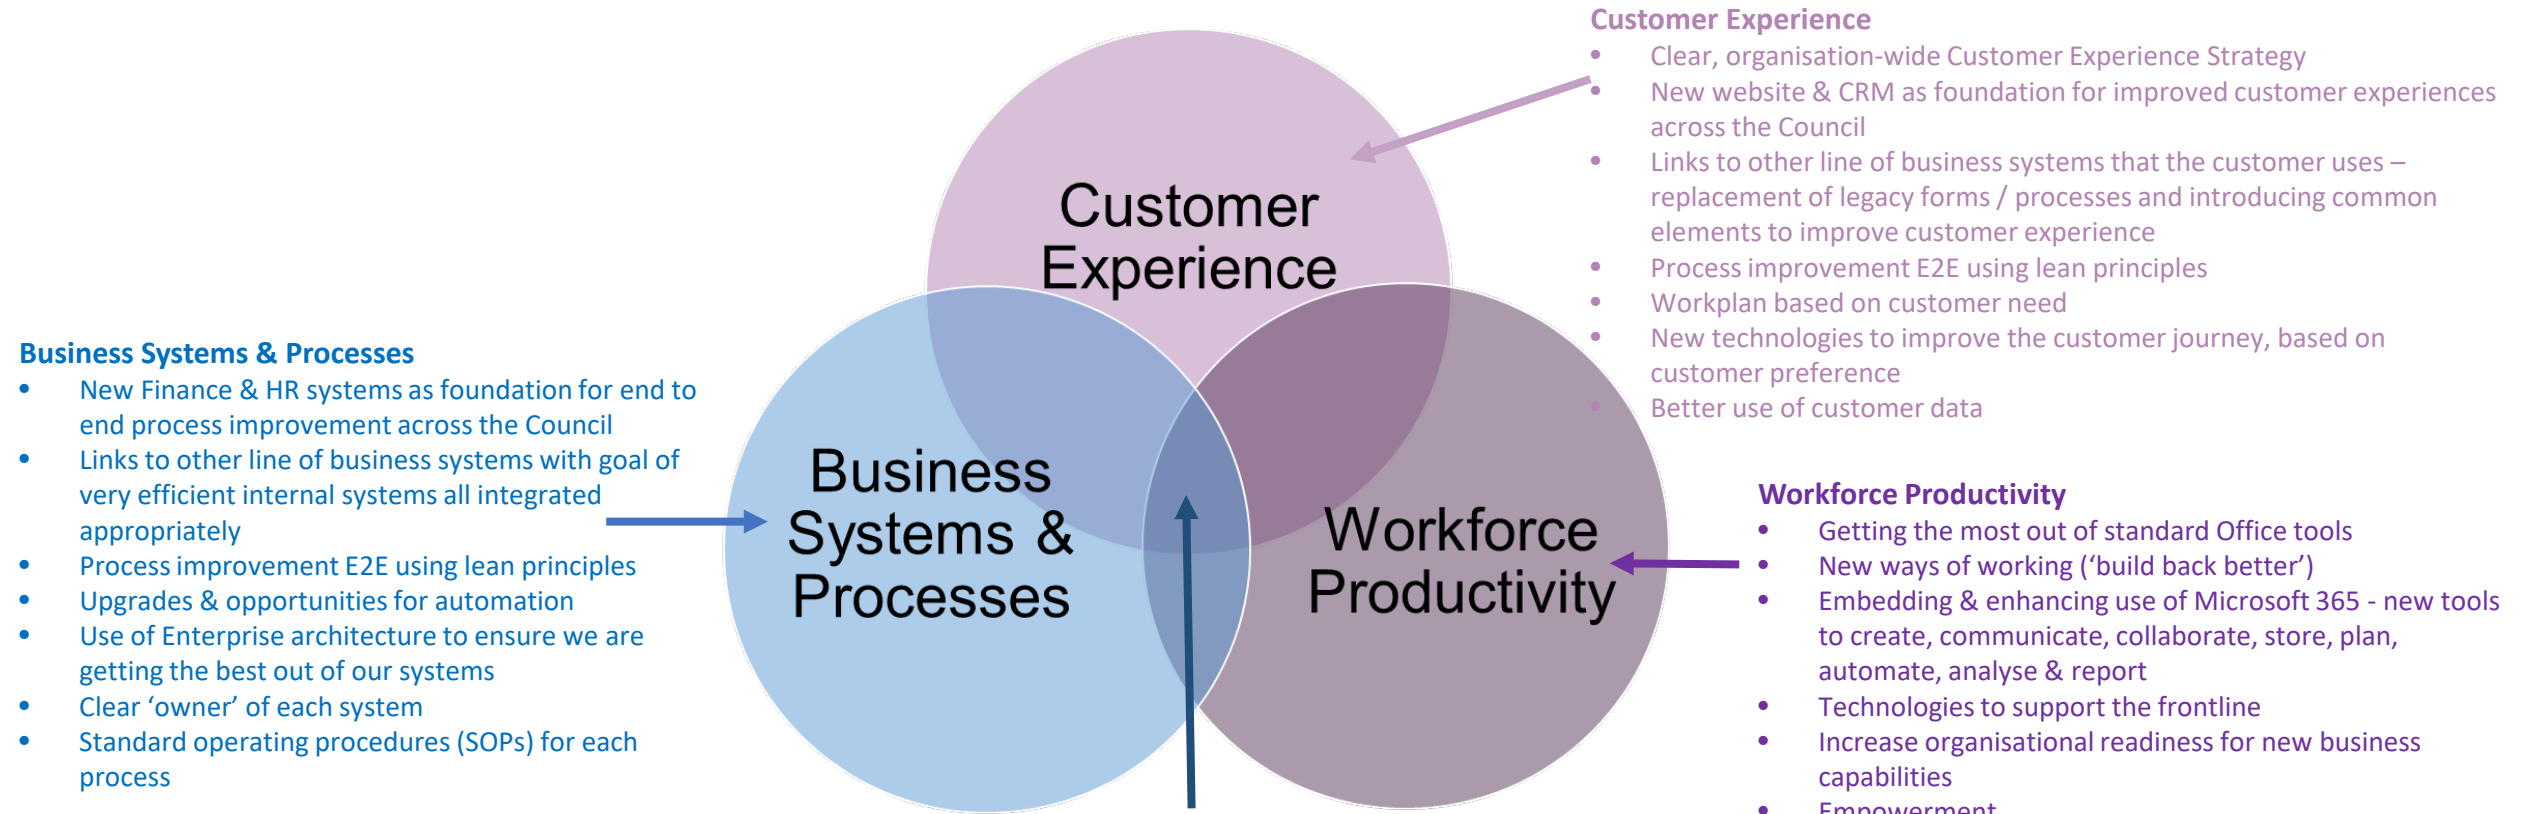 Customer Experience
• Clear, organisation-wide Customer Experience Strategy
• New website & CRM as foundation for improved customer experiences
across the Council
• Links to other line of business systems that the customer uses –
replacement of legacy forms / processes and introducing common
elements to improve customer experience
• Process improvement E2E using lean principles
• Workplan based on customer need
• New technologies to improve the customer journey, based on
customer preference
• Better use of customer data
Customer
Experience
Business Systems & Processes
• New Finance & HR systems as foundation for end to
end process improvement across the Council
• Links to other line of business systems with goal of
very efficient internal systems all integrated
appropriately
• Process improvement E2E using lean principles
• Upgrades & opportunities for automation
• Use of Enterprise architecture to ensure we are
getting the best out of our systems
• Clear ‘owner’ of each system
• Standard operating procedures (SOPs) for each
process
Business
Systems &
Processes
Workforce
Productivity
Workforce Productivity
• Getting the most out of standard Office tools
• New ways of working (‘build back better’)
• Embedding & enhancing use of Microsoft 365 - new tools
to create, communicate, collaborate, store, plan,
automate, analyse & report
• Technologies to support the frontline
• Increase organisational readiness for new business
capabilities
• Empowerment